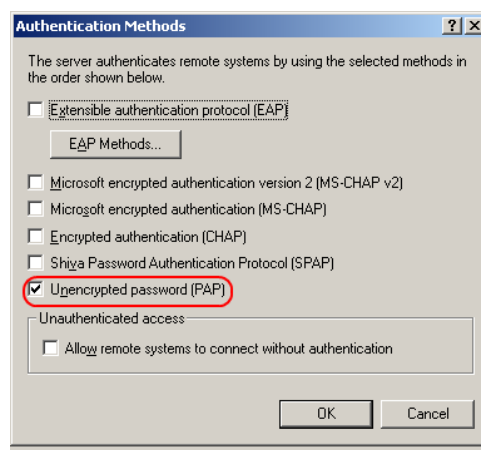 Authentication Methods
The server authenticates remote systems by using the selected methods in
the order shown below.
Extensible authentication protocol (EAP)
EAP Methods...
Microsoft encrypted authentication version 2 (MS-CHAP v2)
Microsoft encrypted authentication (MS-CHAP)
Encrypted authentication (CHAP)
Shiva Password Authentication Protocol (SPAP)
Unencrypted password (PAP)
Unauthenticated access
Allow remote systems to connect without authentication
OK Cancel